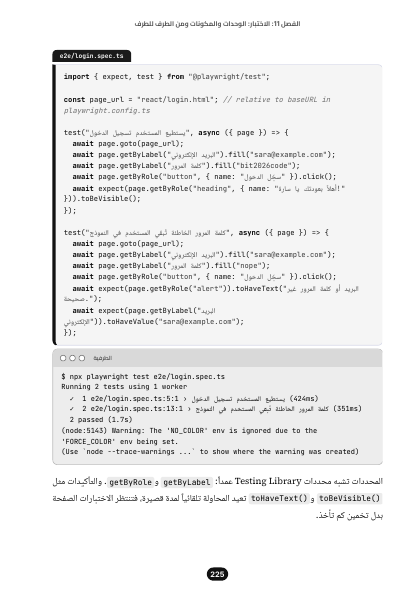 الفصل 11: الاختبار: الوحدات والمكونات ومن الطرف للطرف
e2e/login.spec.ts
import { expect, test } from "@playwright/test";
const page_url = "react/login.html"; // relative to baseURL in
playwright.config.ts
test("يستطيع المستخدم تسجيل الدخول", async ({ page }) => {
await page.goto(page_url);
await page.getByLabel("البريد الإلكتروني").fill("sara@example.com");
await page.getByLabel("كلمة المرور").fill("bit2026code");
await page.getByRole("button", { name: "سجّل الدخول" }).click();
await expect(page.getByRole("heading", { name: "أهلاً بعودتك يا سارة!"
})).toBeVisible();
});
test("كلمة المرور الخاطئة تُبقي المستخدم في النموذج", async ({ page }) => {
await page.goto(page_url);
await page.getByLabel("البريد الإلكتروني").fill("sara@example.com");
await page.getByLabel("كلمة المرور").fill("nope");
await page.getByRole("button", { name: "سجّل الدخول" }).click();
await expect(page.getByRole("alert")).toHaveText("البريد أو كلمة المرور غير
صحيحة.");
await expect(page.getByLabel("البريد
الإلكتروني")).toHaveValue("sara@example.com");
});
الطرفية
$ npx playwright test e2e/login.spec.ts
Running 2 tests using 1 worker
✓ 1 e2e/login.spec.ts:5:1 › يستطيع المستخدم تسجيل الدخول (424ms)
✓ 2 e2e/login.spec.ts:13:1 › كلمة المرور الخاطئة تُبقي المستخدم في النموذج (351ms)
2 passed (1.7s)
(node:5143) Warning: The 'NO_COLOR' env is ignored due to the
'FORCE_COLOR' env being set.
(Use `node --trace-warnings ...` to show where the warning was created)
المحددات تشبه محددات Testing Library عمداً: getByLabel و getByRole. والتأكيدات مثل
toBeVisible() و toHaveText() تعيد المحاولة تلقائياً لمدة قصيرة، فتنتظر الاختبارات الصفحة
بدل تخمين كم تأخذ.
225